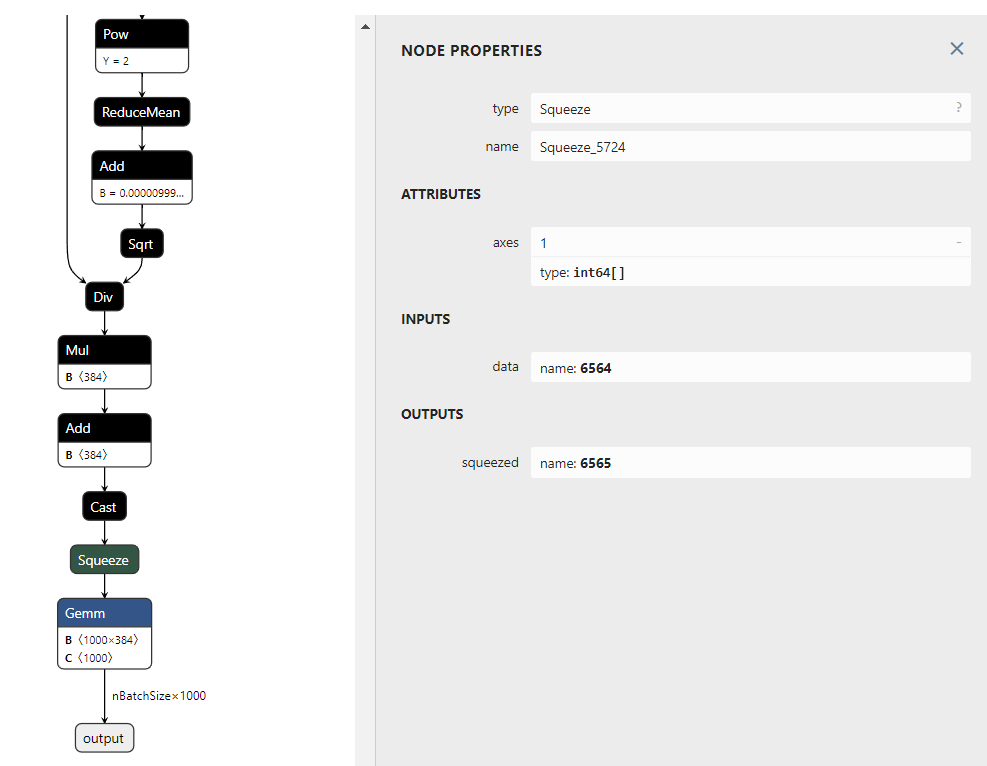 Pow
Y = 2
ReduceMean
Add
B = 0.00000999...
Sqrt
Div
Mul
B 〈384〉
Add
B 〈384〉
Cast
Squeeze
Gemm
B 〈1000×384〉
C 〈1000〉
nBatchSize×1000
output
NODE PROPERTIES
type Squeeze ?
name Squeeze_5724
ATTRIBUTES
axes 1 -
type: int64[]
INPUTS
data name: 6564
OUTPUTS
squeezed name: 6565